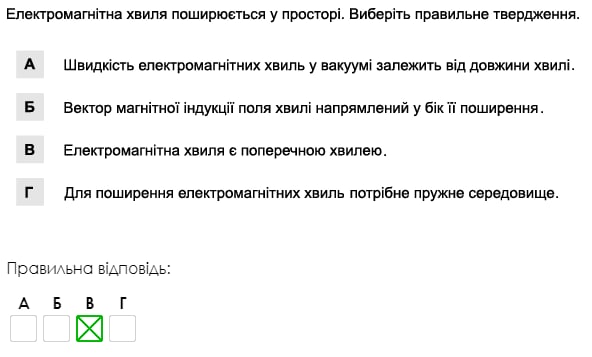 Електромагнітна хвиля поширюється у просторі. Виберіть правильне твердження.
А Швидкість електромагнітних хвиль у вакуумі залежить від довжини хвилі.
Б Вектор магнітної індукції поля хвилі напрямлений у бік її поширення.
В Електромагнітна хвиля є поперечною хвилею.
Г Для поширення електромагнітних хвиль потрібне пружне середовище.
Правильна відповідь:
А Б В Г